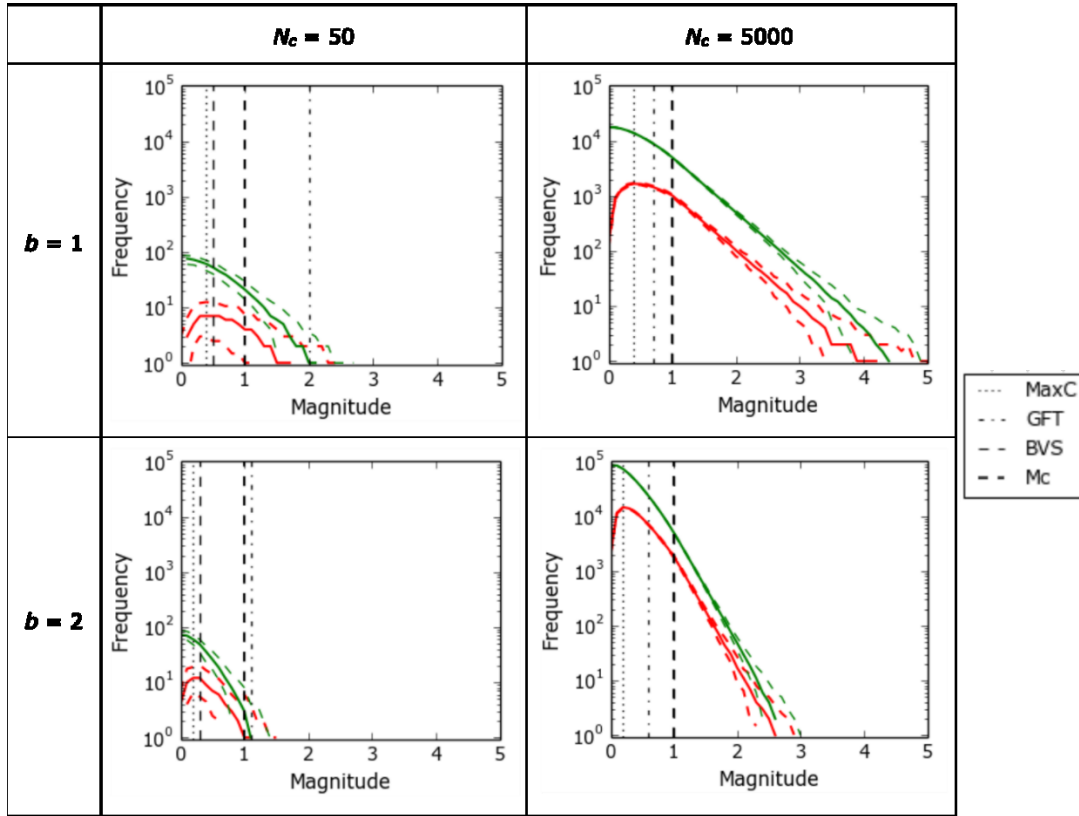 Nc = 50
Nc = 5000
b = 1
10^5
10^4
10^3
10^2
10^1
10^0
Frequency
0 1 2 3 4 5
Magnitude
10^5
10^4
10^3
10^2
10^1
10^0
Frequency
0 1 2 3 4 5
Magnitude
b = 2
10^5
10^4
10^3
10^2
10^1
10^0
Frequency
0 1 2 3 4 5
Magnitude
10^5
10^4
10^3
10^2
10^1
10^0
Frequency
0 1 2 3 4 5
Magnitude
MaxC
GFT
BVS
Mc